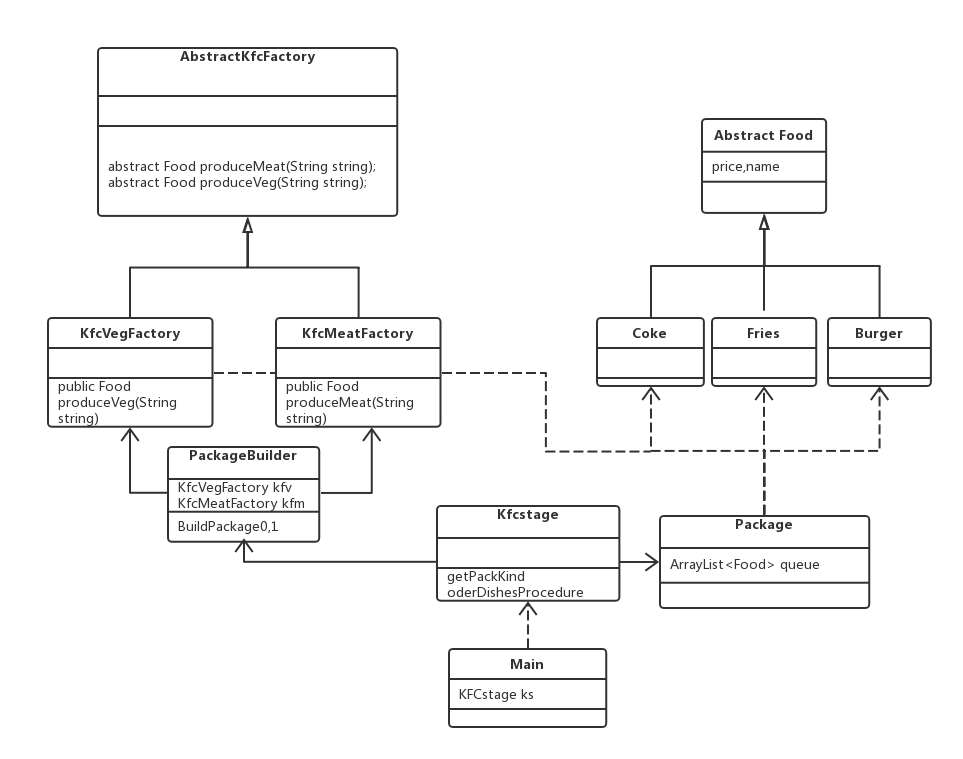 AbstractKfcFactory
abstract Food produceMeat(String string);
abstract Food produceVeg(String string);
Abstract Food
price,name
KfcVegFactory
public Food
produceVeg(String
string)
KfcMeatFactory
public Food
produceMeat(String
string)
Coke
Fries
Burger
PackageBuilder
KfcVegFactory kfv
KfcMeatFactory kfm
BuildPackage0,1
Kfcstage
getPackKind
oderDishesProcedure
Package
ArrayList<Food> queue
Main
KFCstage ks